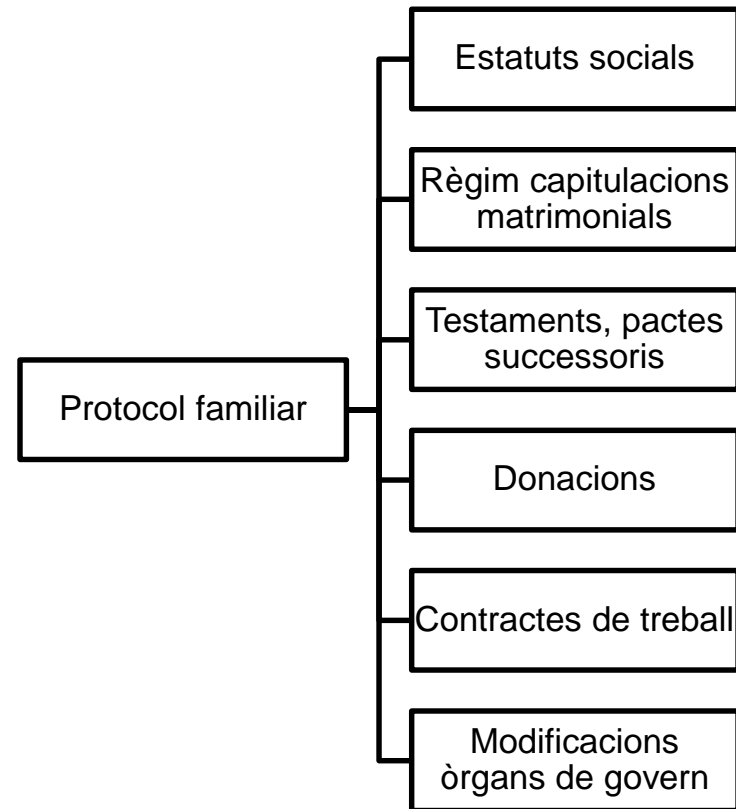 Estatuts socials
Règim capitulacions
matrimonials
Testaments, pactes
successoris
Protocol familiar
Donacions
Contractes de treball
Modificacions
òrgans de govern